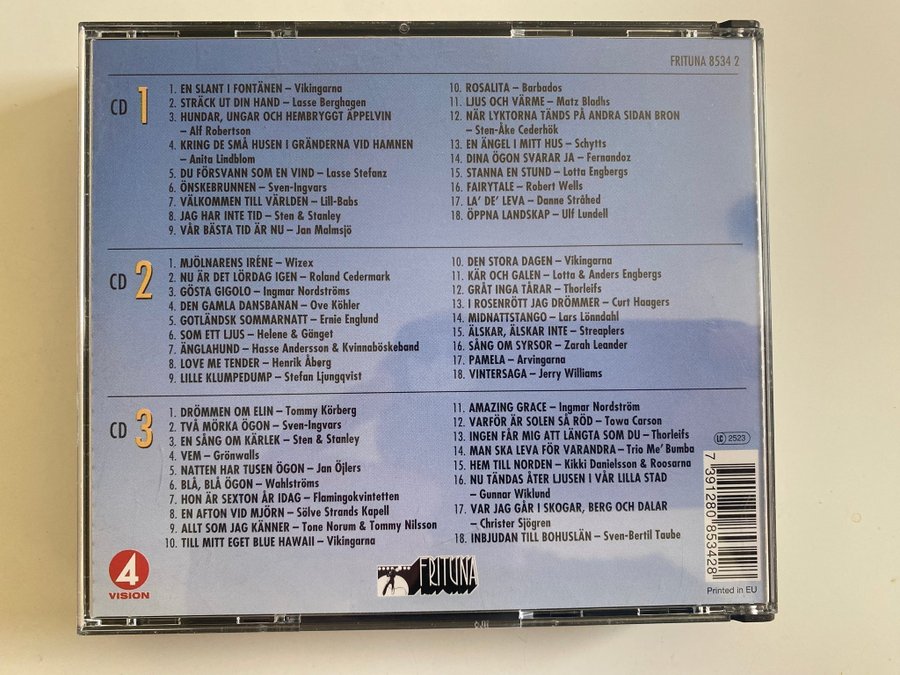 FRITUNA 8534 2
CD 1
1. EN SLANT I FONTÄNEN – Vikingarna
2. STRÄCK UT DIN HAND – Lasse Berghagen
3. HUNDAR, UNGAR OCH HEMBRYGGT ÄPPELVIN
– Alf Robertson
4. KRING DE SMÅ HUSEN I GRÄNDERNA VID HAMNEN
– Anita Lindblom
5. DU FÖRSVANN SOM EN VIND – Lasse Stefanz
6. ÖNSKEBRUNNEN – Sven-Ingvars
7. VÄLKOMMEN TILL VÄRLDEN – Lill-Babs
8. JAG HAR INTE TID – Sten & Stanley
9. VÅR BÄSTA TID ÄR NU – Jan Malmsjö
10. ROSALITA – Barbados
11. LJUS OCH VÄRME – Matz Bladhs
12. NÄR LYKTORNA TÄNDS PÅ ANDRA SIDAN BRON
– Sten-Åke Cederhök
13. EN ÄNGEL I MITT HUS – Schytts
14. DINA ÖGON SVARAR JA – Fernandoz
15. STANNA EN STUND – Lotta Engbergs
16. FAIRYTALE – Robert Wells
17. LA' DE' LEVA – Danne Stråhed
18. ÖPPNA LANDSKAP – Ulf Lundell
CD 2
1. MJÖLNARENS IRÉNE – Wizex
2. NU ÄR DET LÖRDAG IGEN – Roland Cedermark
3. GÖSTA GIGOLO – Ingmar Nordströms
4. DEN GAMLA DANSBANAN – Ove Köhler
5. GOTLÄNDSK SOMMARNATT – Ernie Englund
6. SOM ETT LJUS – Helene & Gänget
7. ÄNGLAHUND – Hasse Andersson & Kvinnaböskeband
8. LOVE ME TENDER – Henrik Åberg
9. LILLE KLUMPEDUMP – Stefan Ljungqvist
10. DEN STORA DAGEN – Vikingarna
11. KÄR OCH GALEN – Lotta & Anders Engbergs
12. GRÅT INGA TÅRAR – Thorleifs
13. I ROSENRÖTT JAG DRÖMMER – Curt Haagers
14. MIDNATTSTANGO – Lars Lönndahl
15. ÄLSKAR, ÄLSKAR INTE – Streaplers
16. SÅNG OM SYRSOR – Zarah Leander
17. PAMELA – Arvingarna
18. VINTERSAGA – Jerry Williams
CD 3
1. DRÖMMEN OM ELIN – Tommy Körberg
2. TVÅ MÖRKA ÖGON – Sven-Ingvars
3. EN SÅNG OM KÄRLEK – Sten & Stanley
4. VEM – Grönwalls
5. NATTEN HAR TUSEN ÖGON – Jan Öjlers
6. BLÅ, BLÅ ÖGON – Wahlströms
7. HON ÄR SEXTON ÅR IDAG – Flamingokvintetten
8. EN AFTON VID MJÖRN – Sölve Strands Kapell
9. ALLT SOM JAG KÄNNER – Tone Norum & Tommy Nilsson
10. TILL MITT EGET BLUE HAWAII – Vikingarna
11. AMAZING GRACE – Ingmar Nordström
12. VARFÖR ÄR SOLEN SÅ RÖD – Towa Carson
13. INGEN FÅR MIG ATT LÄNGTA SOM DU – Thorleifs
14. MAN SKA LEVA FÖR VARANDRA – Trio Me' Bumba
15. HEM TILL NORDEN – Kikki Danielsson & Roosarna
16. NU TÄNDAS ÅTER LJUSEN I VÅR LILLA STAD
– Gunnar Wiklund
17. VAR JAG GÅR I SKOGAR, BERG OCH DALAR
– Christer Sjögren
18. INBJUDAN TILL BOHUSLÄN – Sven-Bertil Taube
LC 2523
7 391280 853428
Printed in EU
4
VISION
FRITUNA